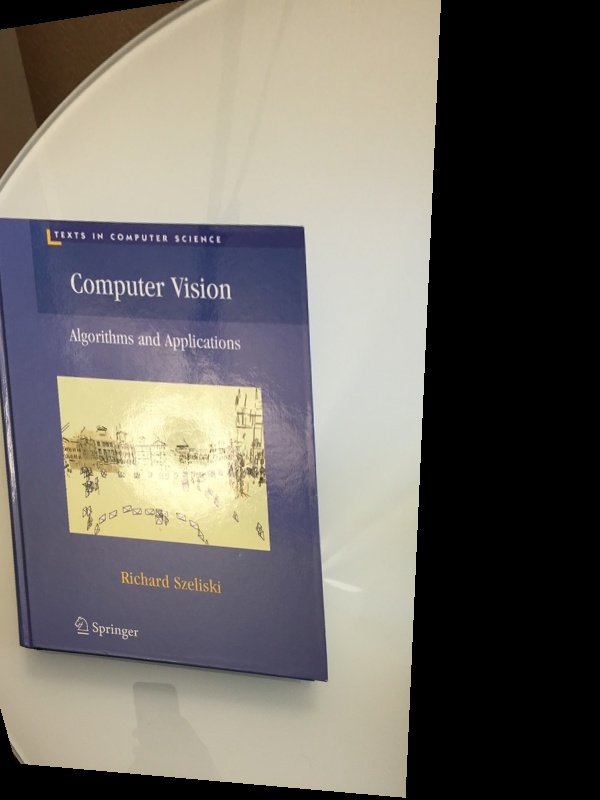 TEXTS IN COMPUTER SCIENCE
Computer Vision
Algorithms and Applications
Richard Szeliski
Springer